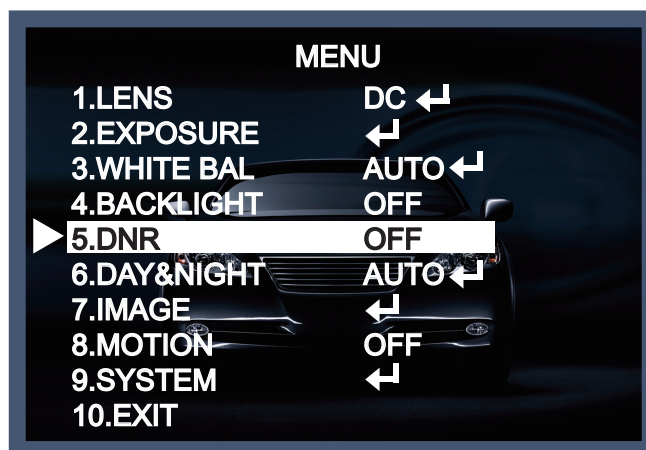 MENU
1.LENS DC ↵
2.EXPOSURE ↵
3.WHITE BAL AUTO ↵
4.BACKLIGHT OFF
5.DNR OFF
6.DAY&NIGHT AUTO ↵
7.IMAGE ↵
8.MOTION OFF
9.SYSTEM ↵
10.EXIT